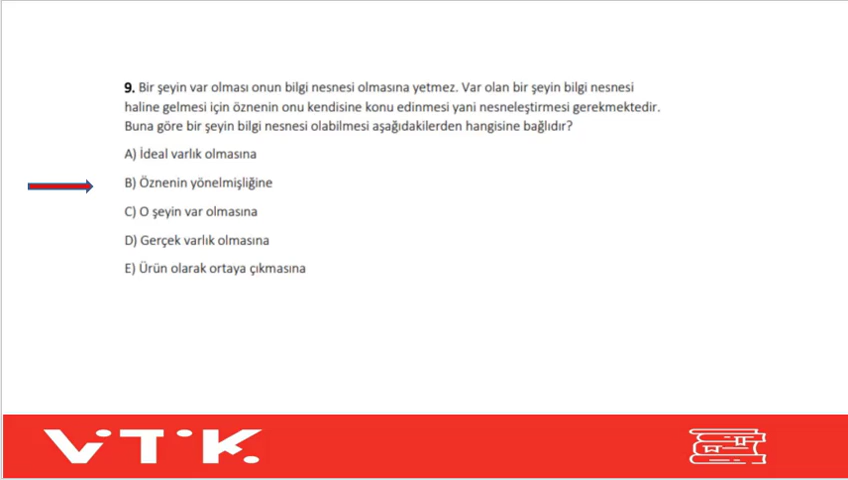 9. Bir şeyin var olması onun bilgi nesnesi olmasına yetmez. Var olan bir şeyin bilgi nesnesi
haline gelmesi için öznenin onu kendisine konu edinmesi yani nesneleştirmesi gerekmektedir.
Buna göre bir şeyin bilgi nesnesi olabilmesi aşağıdakilerden hangisine bağlıdır?
A) İdeal varlık olmasına
B) Öznenin yönelmişliğine
C) O şeyin var olmasına
D) Gerçek varlık olmasına
E) Ürün olarak ortaya çıkmasına
VTK